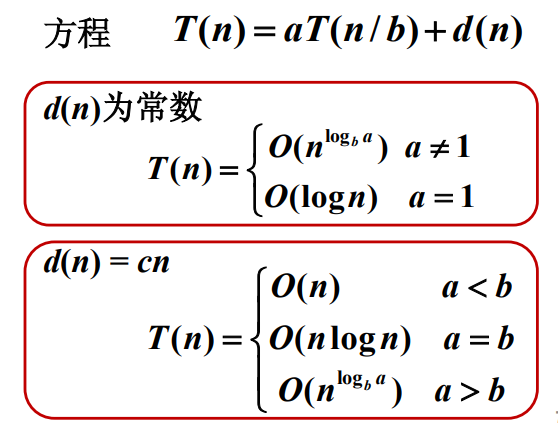 方程 T(n) = aT(n / b) + d(n)
d(n)为常数
T(n) = { O(n^{log_b a}) a ≠ 1
O(log n) a = 1
d(n) = cn
T(n) = { O(n) a < b
O(n log n) a = b
O(n^{log_b a}) a > b